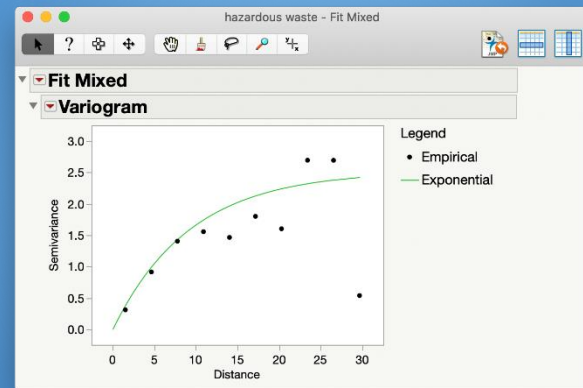 hazardous waste - Fit Mixed
?
Fit Mixed
Variogram
3.0
2.5
2.0
1.5
1.0
0.5
0.0
Semivariance
0 5 10 15 20 25 30
Distance
Legend
Empirical
Exponential